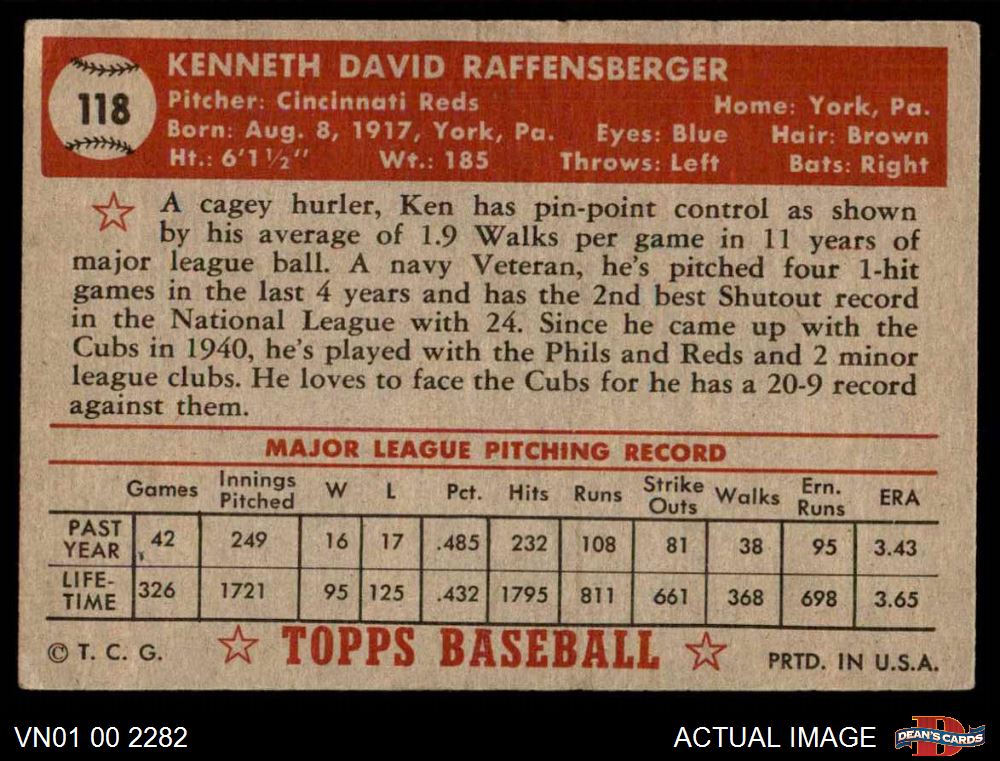 118
KENNETH DAVID RAFFENSBERGER
Pitcher: Cincinnati Reds Home: York, Pa.
Born: Aug. 8, 1917, York, Pa. Eyes: Blue Hair: Brown
Ht.: 6'1½" Wt.: 185 Throws: Left Bats: Right
A cagey hurler, Ken has pin-point control as shown
by his average of 1.9 Walks per game in 11 years of
major league ball. A navy Veteran, he's pitched four 1-hit
games in the last 4 years and has the 2nd best Shutout record
in the National League with 24. Since he came up with the
Cubs in 1940, he's played with the Phils and Reds and 2 minor
league clubs. He loves to face the Cubs for he has a 20-9 record
against them.
MAJOR LEAGUE PITCHING RECORD
Games Innings Pitched W L Pct. Hits Runs Strike Outs Walks Ern. Runs ERA
PAST YEAR 42 249 16 17 .485 232 108 81 38 95 3.43
LIFE-TIME 326 1721 95 125 .432 1795 811 661 368 698 3.65
© T. C. G. TOPPS BASEBALL PRTD. IN U.S.A.
VN01 00 2282 ACTUAL IMAGE D DEAN'S CARDS